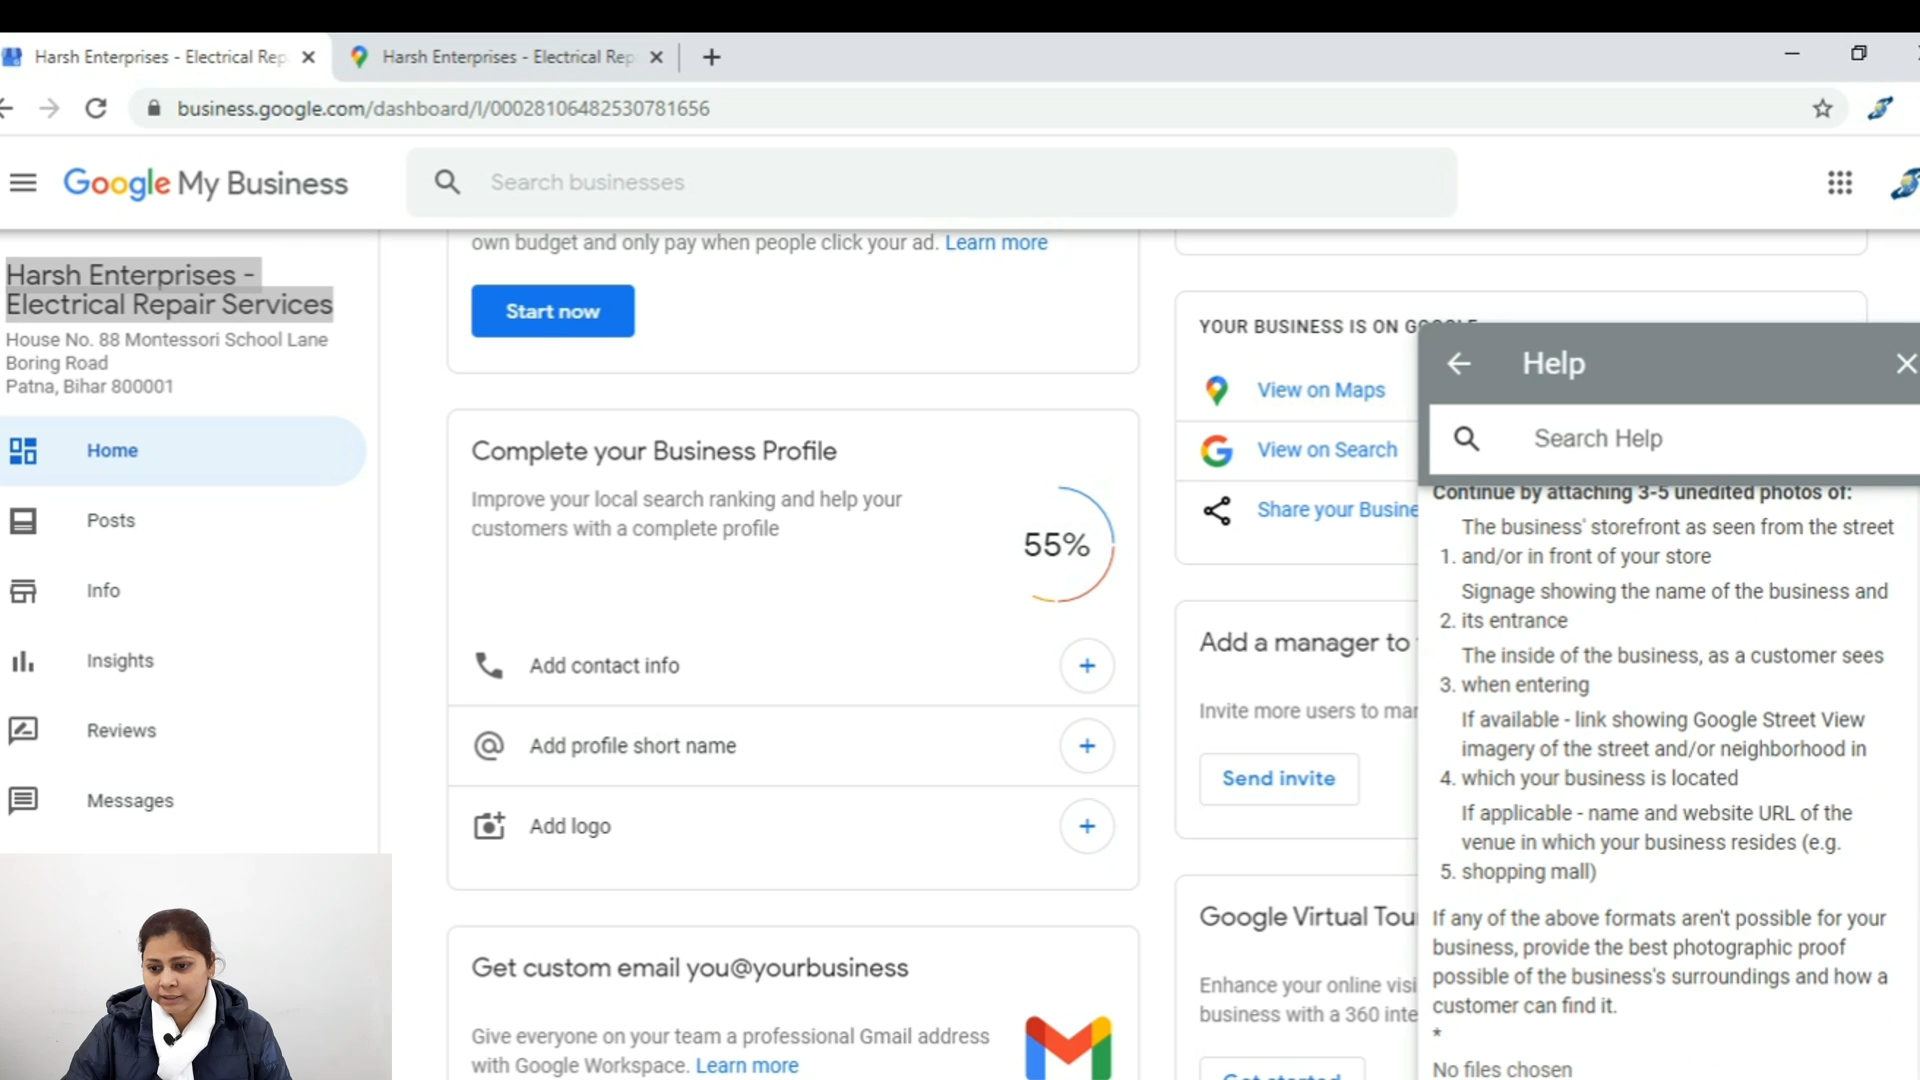 Harsh Enterprises - Electrical Rep
Harsh Enterprises - Electrical Rep
business.google.com/dashboard/l/00028106482530781656
Google My Business
Search businesses
Harsh Enterprises -
Electrical Repair Services
House No. 88 Montessori School Lane
Boring Road
Patna, Bihar 800001
Home
Posts
Info
Insights
Reviews
Messages
own budget and only pay when people click your ad. Learn more
Start now
Complete your Business Profile
Improve your local search ranking and help your
customers with a complete profile
55%
Add contact info
Add profile short name
Add logo
Get custom email you@yourbusiness
Give everyone on your team a professional Gmail address
with Google Workspace. Learn more
YOUR BUSINESS IS ON
View on Maps
View on Search
Share your Busine
Add a manager to
Invite more users to
Send invite
Google Virtual Tou
Enhance your online visi
business with a 360 inte
Get started
Help
Search Help
Continue by attaching 3-5 unedited photos of:
The business' storefront as seen from the street
1. and/or in front of your store
Signage showing the name of the business and
2. its entrance
The inside of the business, as a customer sees
3. when entering
If available - link showing Google Street View
imagery of the street and/or neighborhood in
4. which your business is located
If applicable - name and website URL of the
venue in which your business resides (e.g.
5. shopping mall)
If any of the above formats aren't possible for your
business, provide the best photographic proof
possible of the business's surroundings and how a
customer can find it.
*
No files chosen